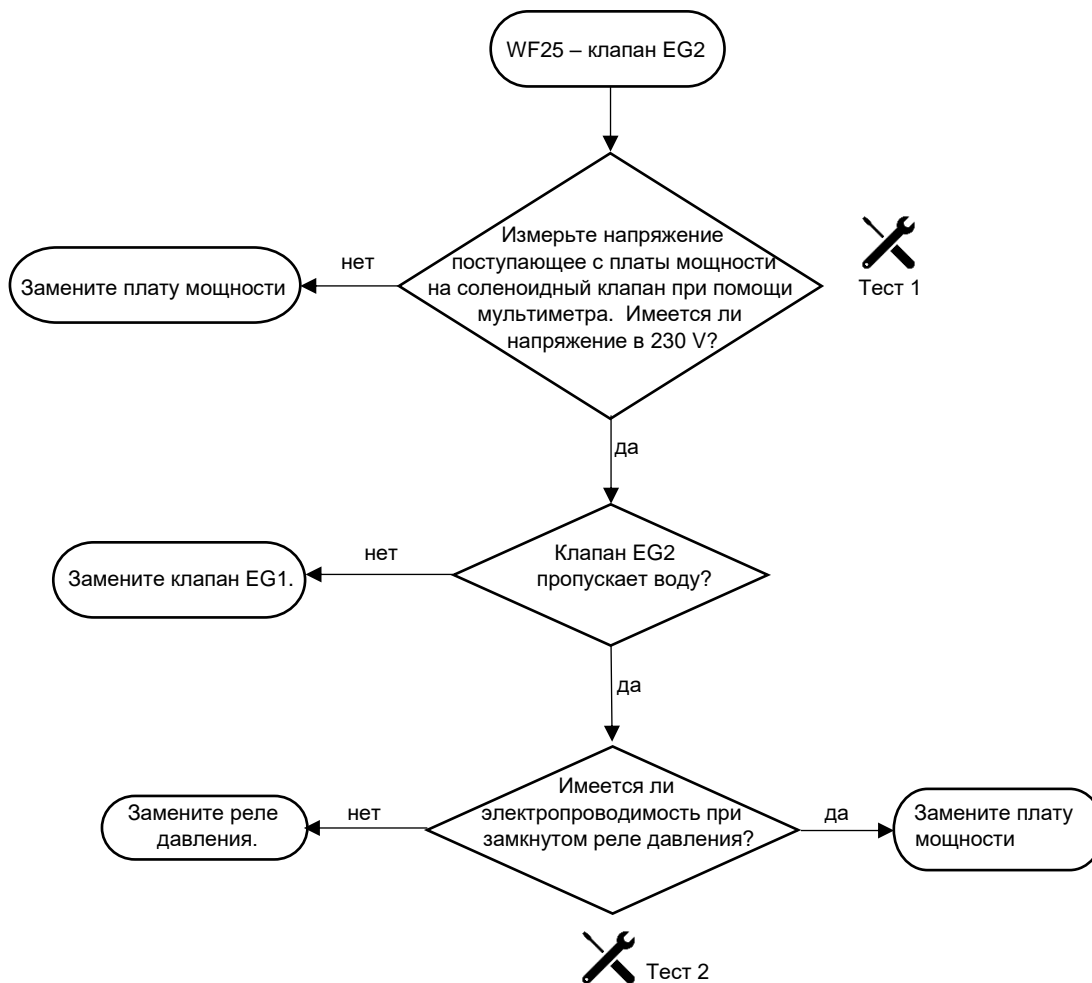 WF25 – клапан EG2
Измерьте напряжение
поступающее с платы мощности
на соленоидный клапан при помощи
мультиметра. Имеется ли
напряжение в 230 V?
Тест 1
нет
Замените плату мощности
да
Клапан EG2
пропускает воду?
нет
Замените клапан EG1.
да
Имеется ли
электропроводимость при
замкнутом реле давления?
нет
Замените реле
давления.
да
Замените плату
мощности
Тест 2